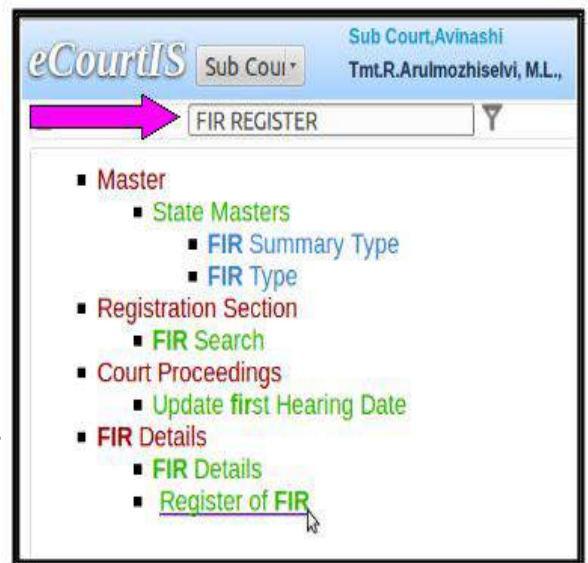 Sub Court,Avinashi
eCourtIS Sub Cour Tmt.R.Arulmozhiselvi, M.L.,
FIR REGISTER
Master
State Masters
FIR Summary Type
FIR Type
Registration Section
FIR Search
Court Proceedings
Update first Hearing Date
FIR Details
FIR Details
Register of FIR